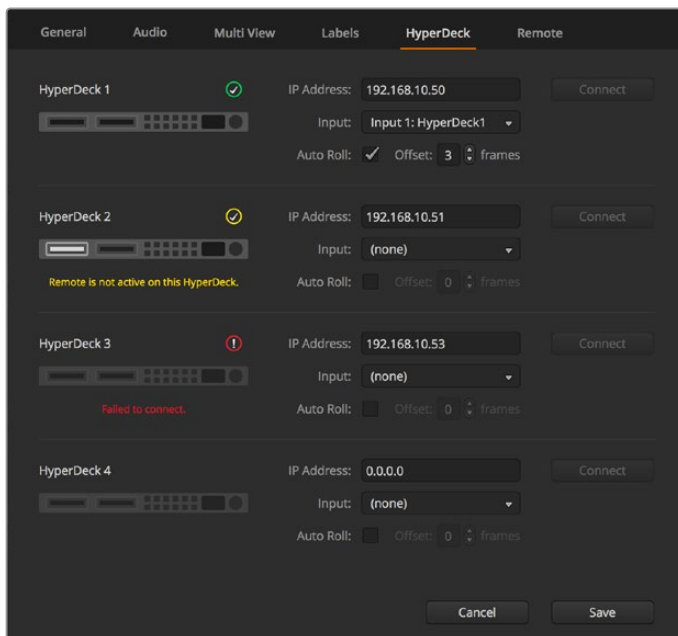 General Audio Multi View Labels HyperDeck Remote
HyperDeck 1 IP Address: 192.168.10.50 Connect
Input: Input 1: HyperDeck1
Auto Roll: Offset: 3 frames
HyperDeck 2 IP Address: 192.168.10.51 Connect
Input: (none)
Remote is not active on this HyperDeck.
Auto Roll: Offset: 0 frames
HyperDeck 3 IP Address: 192.168.10.53 Connect
Input: (none)
Failed to connect.
Auto Roll: Offset: 0 frames
HyperDeck 4 IP Address: 0.0.0.0 Connect
Input: (none)
Auto Roll: Offset: 0 frames
Cancel Save